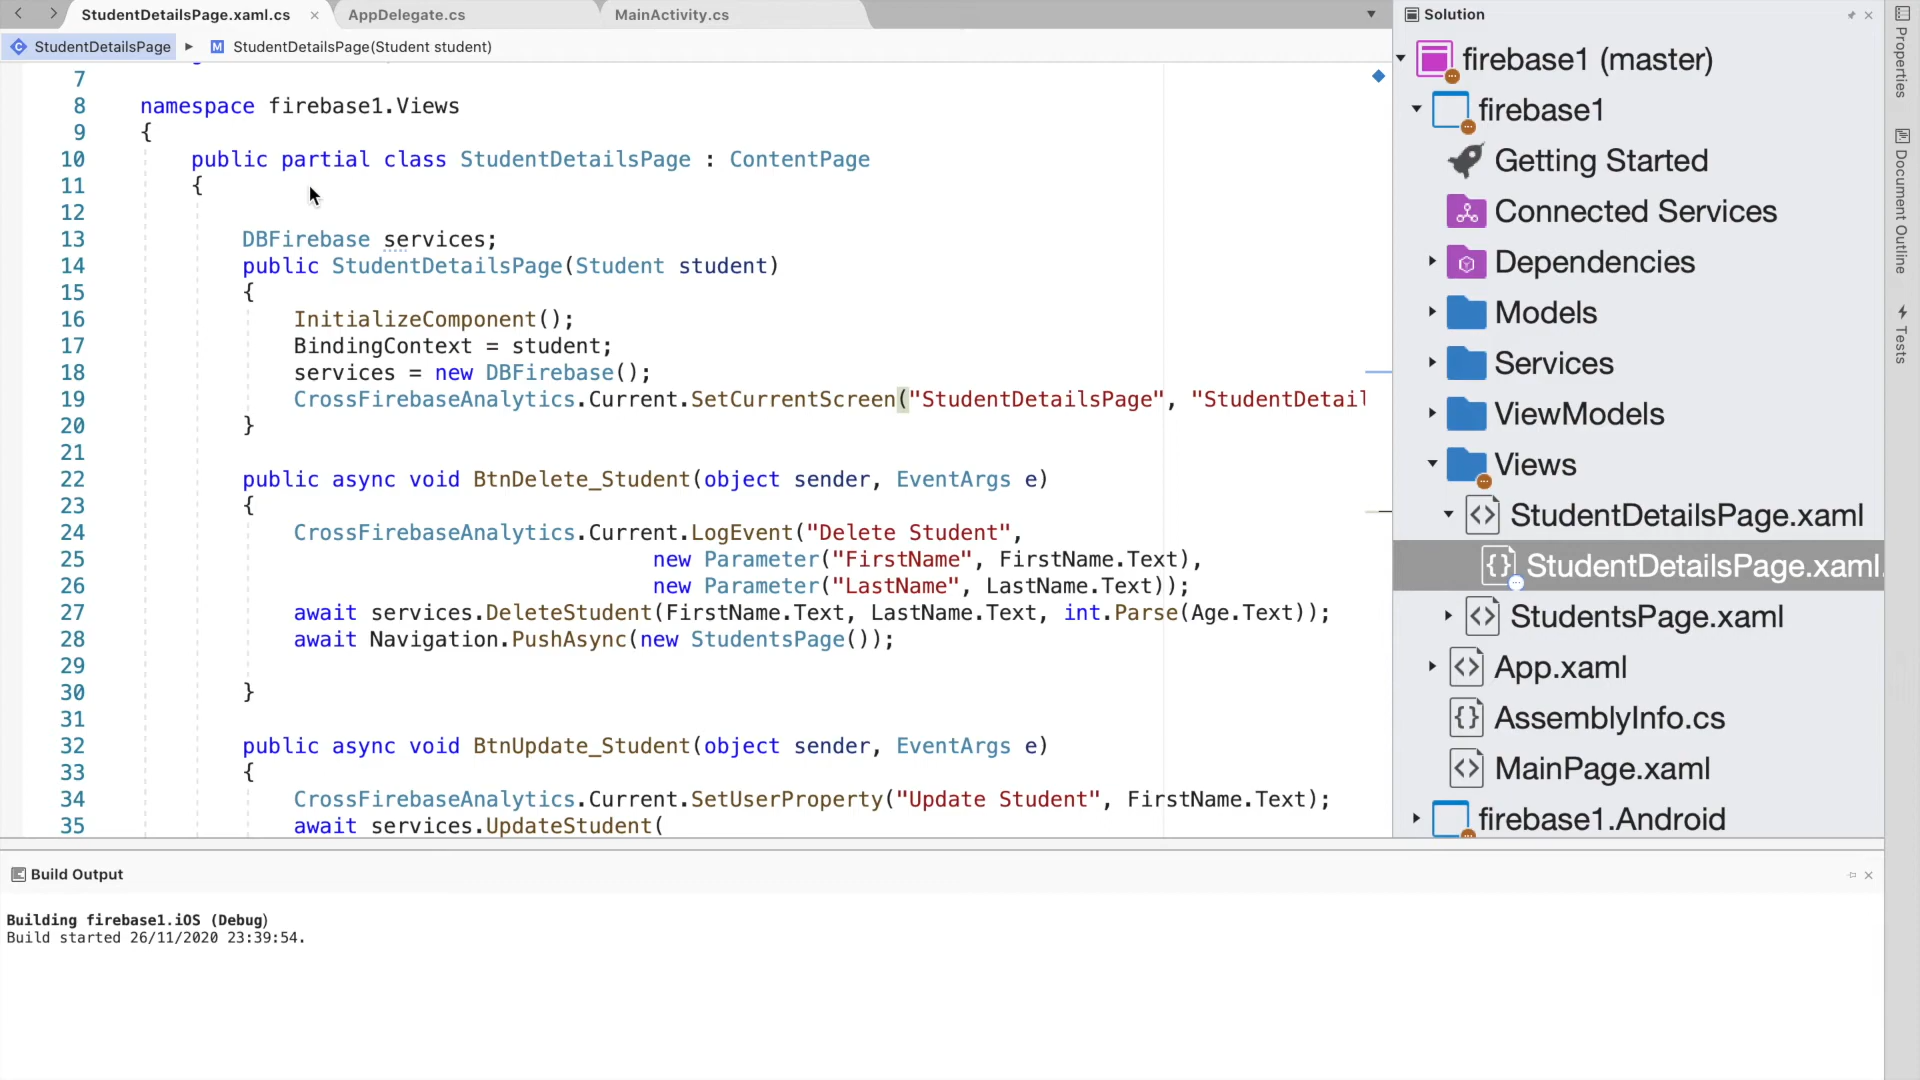 StudentDetailsPage.xaml.cs
AppDelegate.cs
MainActivity.cs
StudentDetailsPage
M StudentDetailsPage(Student student)
7
8 namespace firebase1.Views
9 {
10 public partial class StudentDetailsPage : ContentPage
11 {
12
13 DBFirebase services;
14 public StudentDetailsPage(Student student)
15 {
16 InitializeComponent();
17 BindingContext = student;
18 services = new DBFirebase();
19 CrossFirebaseAnalytics.Current.SetCurrentScreen("StudentDetailsPage", "StudentDetail
20 }
21
22 public async void BtnDelete_Student(object sender, EventArgs e)
23 {
24 CrossFirebaseAnalytics.Current.LogEvent("Delete Student",
25 new Parameter("FirstName", FirstName.Text),
26 new Parameter("LastName", LastName.Text));
27 await services.DeleteStudent(FirstName.Text, LastName.Text, int.Parse(Age.Text));
28 await Navigation.PushAsync(new StudentsPage());
29
30 }
31
32 public async void BtnUpdate_Student(object sender, EventArgs e)
33 {
34 CrossFirebaseAnalytics.Current.SetUserProperty("Update Student", FirstName.Text);
35 await services.UpdateStudent(
Solution
firebase1 (master)
firebase1
Getting Started
Connected Services
Dependencies
Models
Services
ViewModels
Views
StudentDetailsPage.xaml
StudentDetailsPage.xaml.
StudentsPage.xaml
App.xaml
AssemblyInfo.cs
MainPage.xaml
firebase1.Android
Properties
Document Outline
Tests
Build Output
Building firebase1.iOS (Debug)
Build started 26/11/2020 23:39:54.